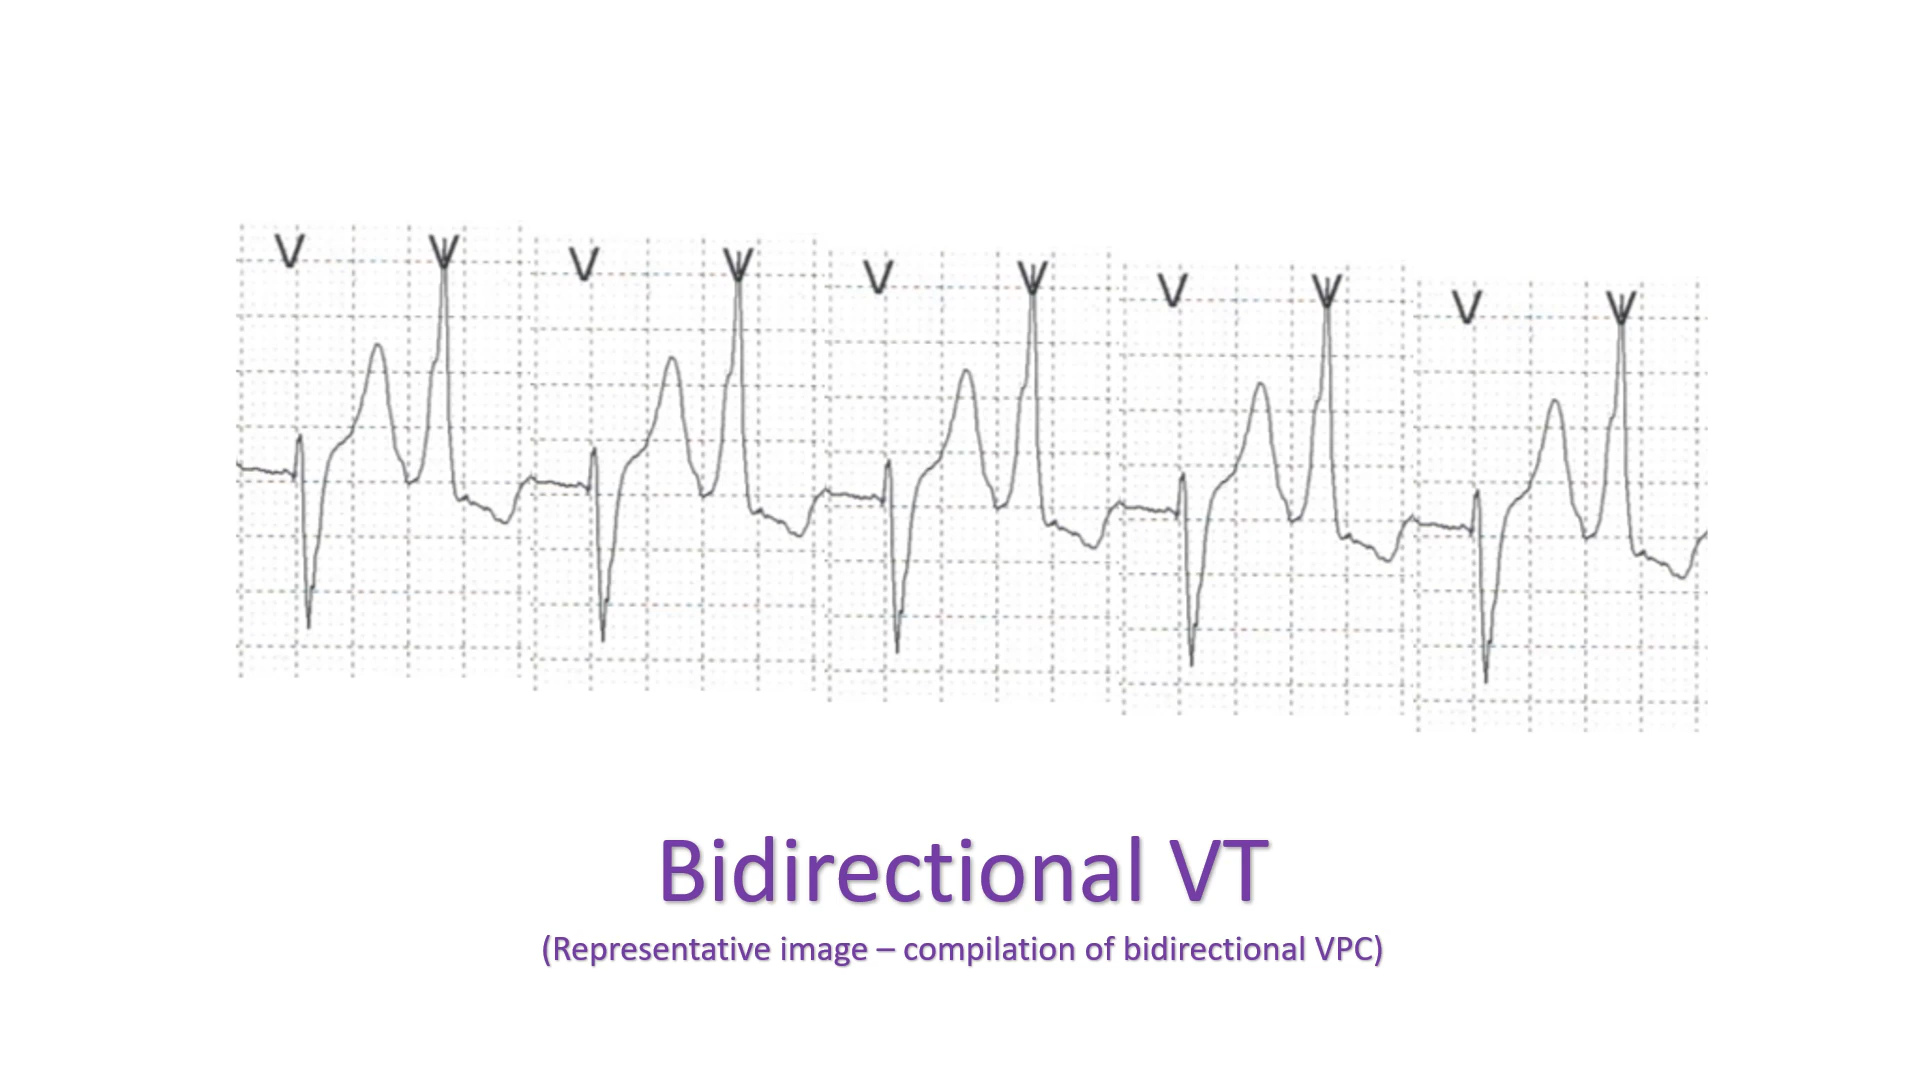 V V V V V V V V V V
Bidirectional VT
(Representative image – compilation of bidirectional VPC)